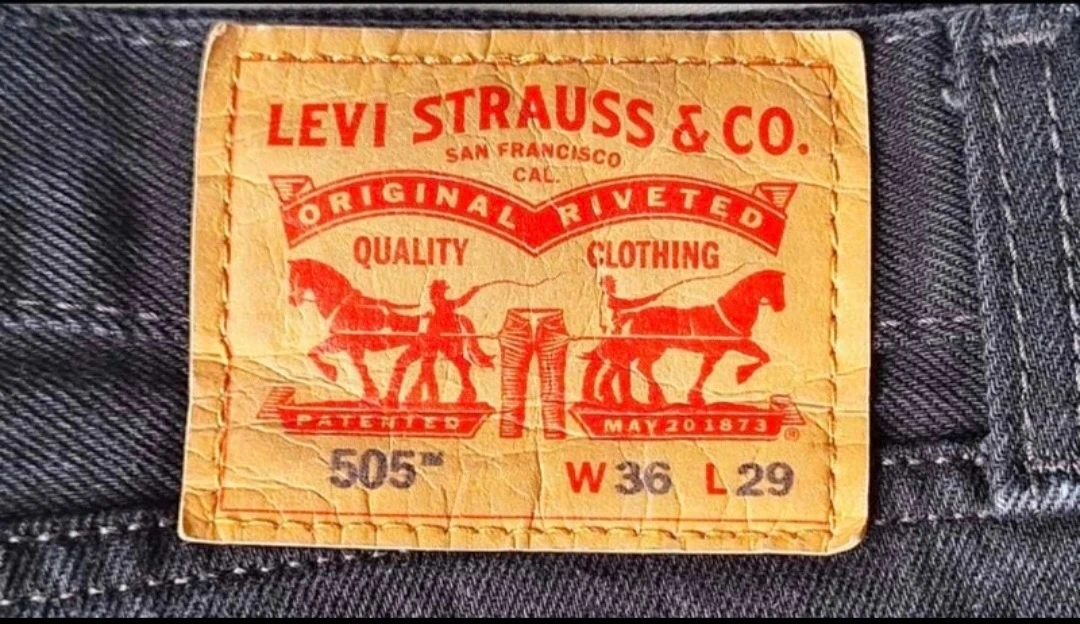 LEVI STRAUSS & CO.
SAN FRANCISCO
CAL.
ORIGINAL RIVETED
QUALITY CLOTHING
PATENTED MAY 20 1873 ®
505™ W36 L29